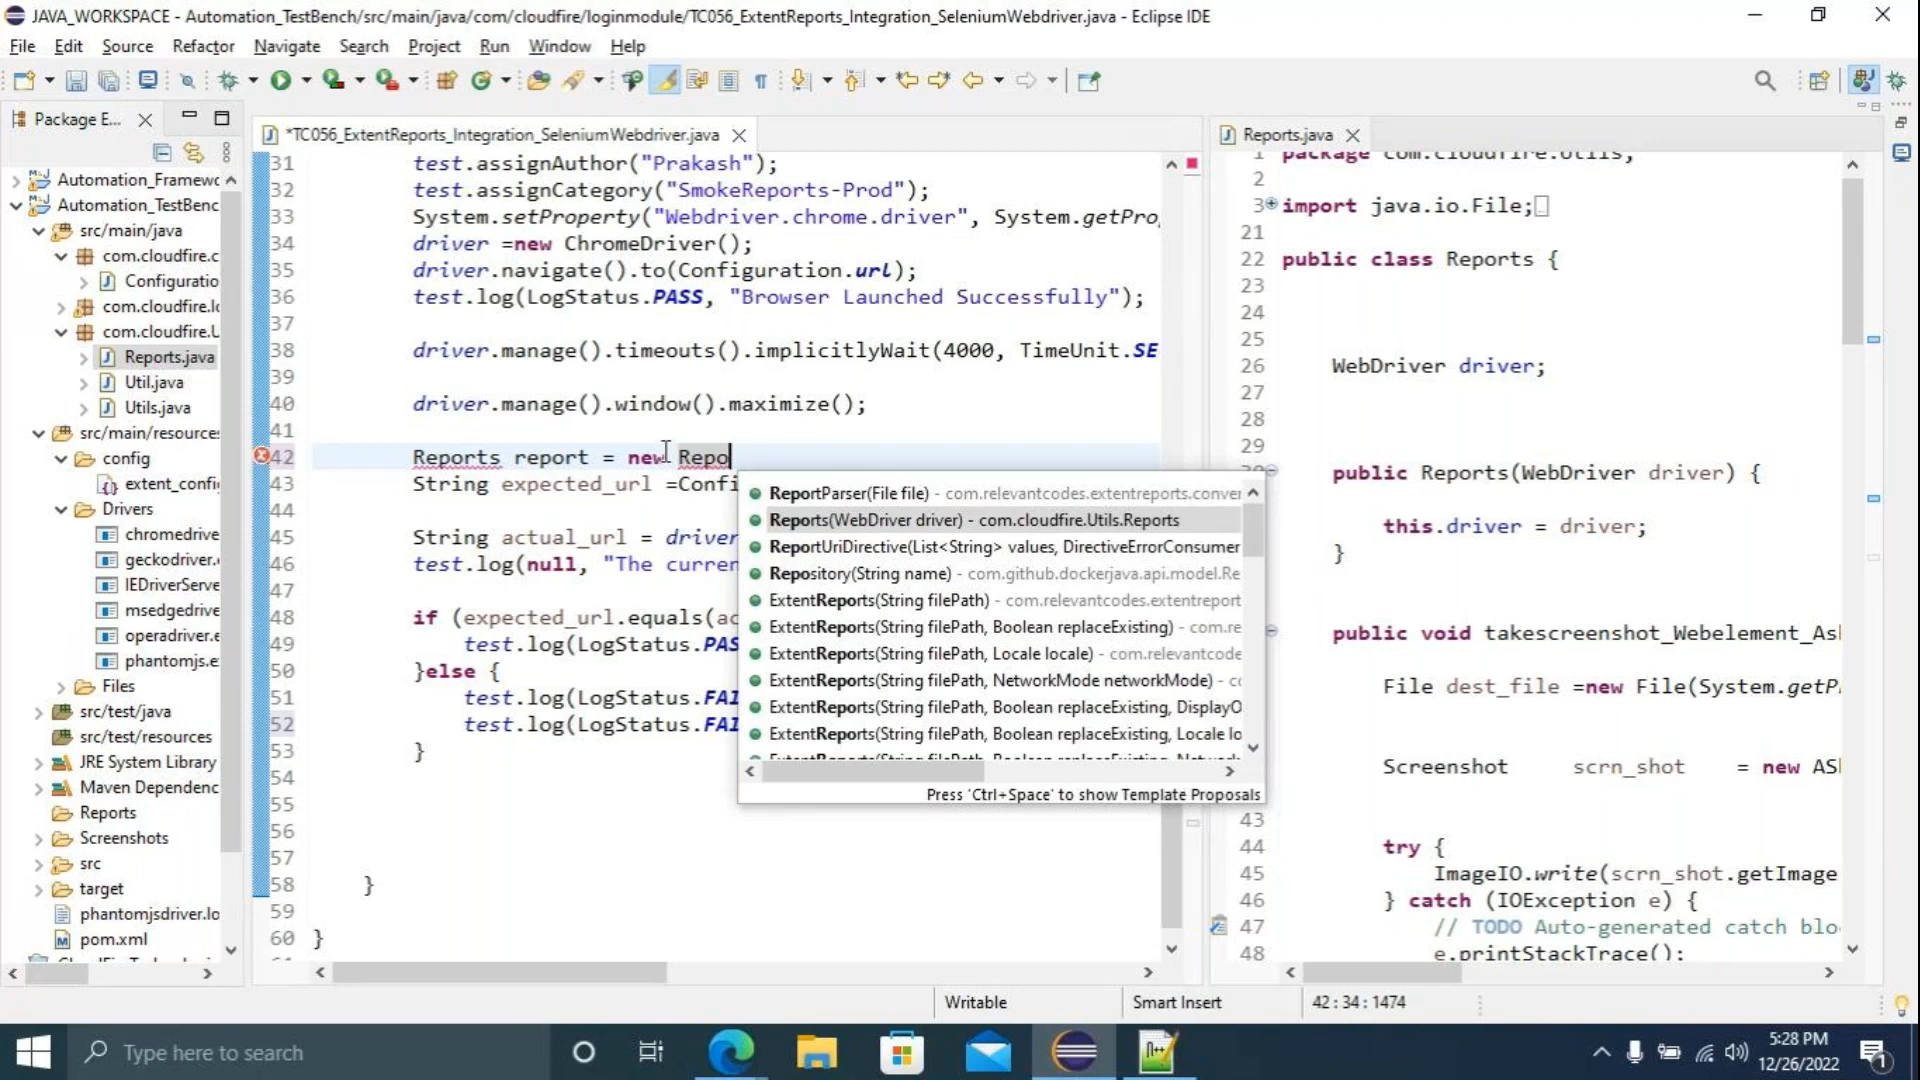 JAVA_WORKSPACE - Automation_TestBench/src/main/java/com/cloudfire/loginmodule/TC056_ExtentReports_Integration_SeleniumWebdriver.java - Eclipse IDE
File Edit Source Refactor Navigate Search Project Run Window Help
Package E...
Automation_Framewo
Automation_TestBenc
src/main/java
com.cloudfire.c
Configuratio
com.cloudfire.lo
com.cloudfire.U
Reports.java
Util.java
Utils.java
src/main/resource
config
extent_confi
Drivers
chromedrive
geckodriver.
IEDriverServe
msedgedrive
operadriver.e
phantomjs.e
Files
src/test/java
src/test/resources
JRE System Library
Maven Dependenc
Reports
Screenshots
src
target
phantomjsdriver.lo
pom.xml
*TC056_ExtentReports_Integration_SeleniumWebdriver.java
31 test.assignAuthor("Prakash");
32 test.assignCategory("SmokeReports-Prod");
33 System.setProperty("Webdriver.chrome.driver", System.getPro
34 driver =new ChromeDriver();
35 driver.navigate().to(Configuration.url);
36 test.log(LogStatus.PASS, "Browser Launched Successfully");
37
38 driver.manage().timeouts().implicitlyWait(4000, TimeUnit.SE
39
40 driver.manage().window().maximize();
41
42 Reports report = new Repo
43 String expected_url =Confi
44
45 String actual_url = driver
46 test.log(null, "The curren
47
48 if (expected_url.equals(ac
49 test.log(LogStatus.PAS
50 }else {
51 test.log(LogStatus.FAI
52 test.log(LogStatus.FAI
53 }
54
55
56
57
58 }
59
60 }
ReportParser(File file) - com.relevantcodes.extentreports.conver
Reports(WebDriver driver) - com.cloudfire.Utils.Reports
ReportUriDirective(List<String> values, DirectiveErrorConsumer
Repository(String name) - com.github.dockerjava.api.model.Re
ExtentReports(String filePath) - com.relevantcodes.extentreport
ExtentReports(String filePath, Boolean replaceExisting) - com.re
ExtentReports(String filePath, Locale locale) - com.relevantcode
ExtentReports(String filePath, NetworkMode networkMode) - co
ExtentReports(String filePath, Boolean replaceExisting, DisplayO
ExtentReports(String filePath, Boolean replaceExisting, Locale lo
Press 'Ctrl+Space' to show Template Proposals
Reports.java
1 package com.cloudfire.Utils;
2
3 import java.io.File;
21
22 public class Reports {
23
24
25
26 WebDriver driver;
27
28
29
public Reports(WebDriver driver) {
this.driver = driver;
}
public void takescreenshot_Webelement_Ash
File dest_file =new File(System.getP
Screenshot scrn_shot = new ASh
43
44 try {
45 ImageIO.write(scrn_shot.getImage
46 } catch (IOException e) {
47 // TODO Auto-generated catch blo
48 e.printStackTrace();
Writable
Smart Insert
42 : 34 : 1474
Type here to search
5:28 PM
12/26/2022
1